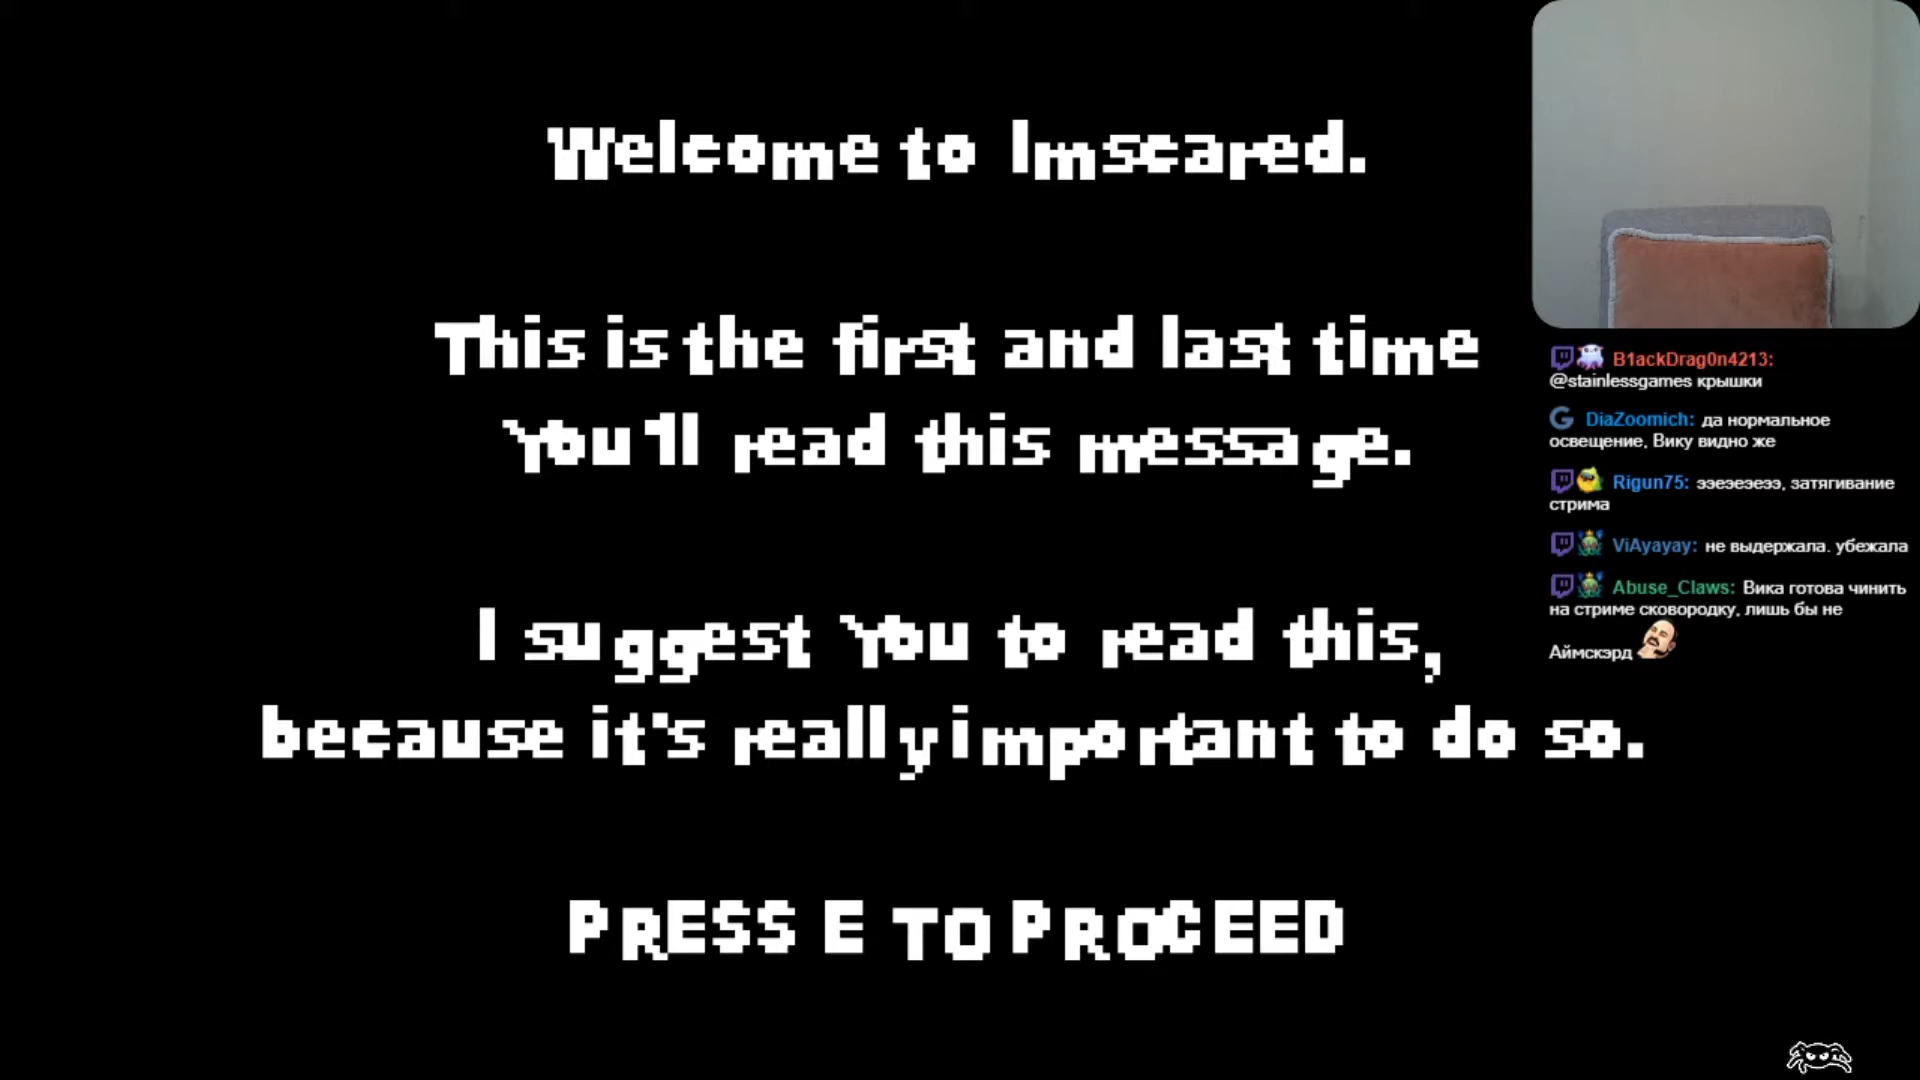 Welcome to Imscared.
This is the first and last time
You'll read this message.
I suggest You to read this,
because it's really important to do so.
PRESS E TO PROCEED
B1ackDrag0n4213:
@stainlessgames крышки
DiaZoomich: да нормальное
освещение, Вику видно же
Rigun75: ээезезезэ, затягивание
стрима
ViAyayay: не выдержала. убежала
Abuse_Claws: Вика готова чинить
на стриме сковородку, лишь бы не
Аймскэрд